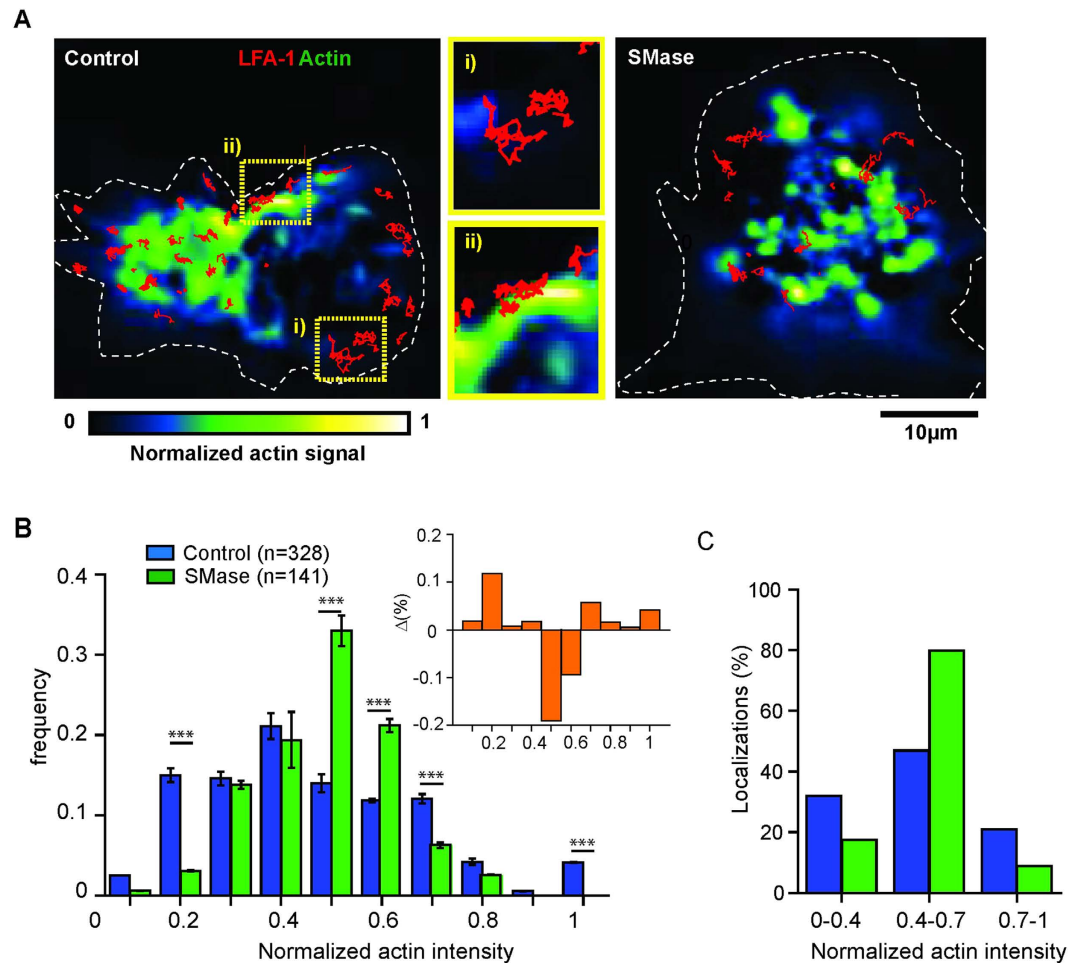 A
Control
LFA-1 Actin
ii)
i)
i)
ii)
SMase
0
0
1
Normalized actin signal
10µm
B
Control (n=328)
SMase (n=141)
frequency
0.4
0.3
0.2
0.1
0
***
***
***
***
***
0
0.2
0.4
0.6
0.8
1
Normalized actin intensity
Δ(%)
0.2
0.1
0
-0.1
-0.2
0.2
0.4
0.6
0.8
1
C
Localizations (%)
100
80
60
40
20
0
0-0.4
0.4-0.7
0.7-1
Normalized actin intensity